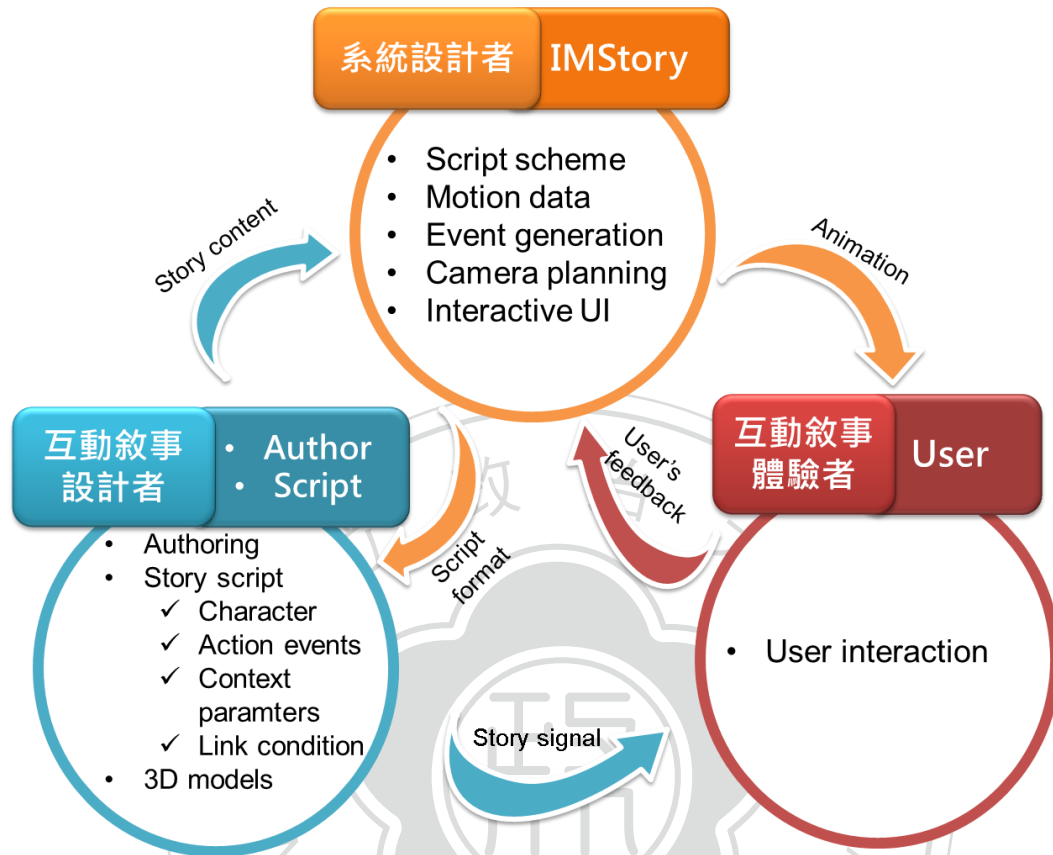 系統設計者 IMStory
• Script scheme
• Motion data
• Event generation
• Camera planning
• Interactive UI
Story content
Animation
互動敘事
設計者
• Author
• Script
User's
feedback
互動敘事
體驗者
User
Script
format
• Authoring
• Story script
✓ Character
✓ Action events
✓ Context
paramters
✓ Link condition
• 3D models
• User interaction
Story signal
政